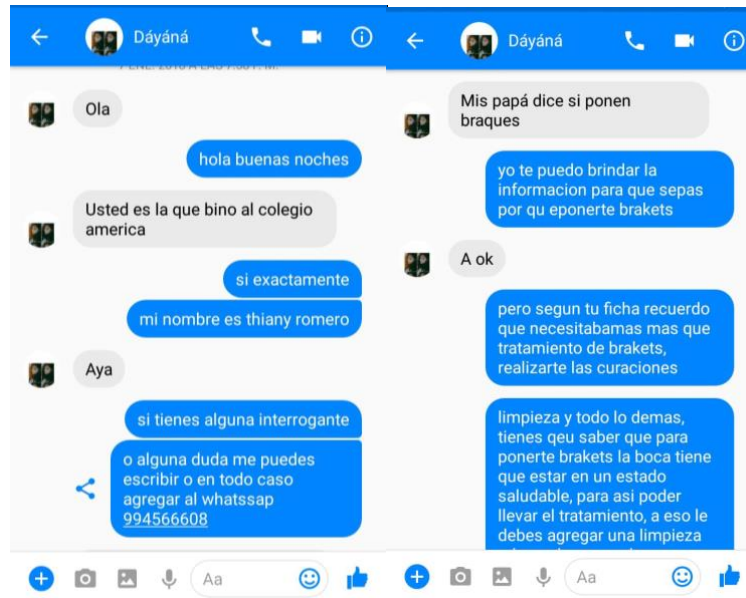 Dáyáná
Ola
hola buenas noches
Usted es la que bino al colegio
america
si exactamente
mi nombre es thiany romero
Aya
si tienes alguna interrogante
o alguna duda me puedes
escribir o en todo caso
agregar al whatssap
994566608
Aa
Dáyáná
Mis papá dice si ponen
braques
yo te puedo brindar la
informacion para que sepas
por qu eponerte brakets
A ok
pero segun tu ficha recuerdo
que necesitabamas mas que
tratamiento de brakets,
realizarte las curaciones
limpieza y todo lo demas,
tienes qeu saber que para
ponerte brakets la boca tiene
que estar en un estado
saludable, para asi poder
llevar el tratamiento, a eso le
debes agregar una limpieza
Aa